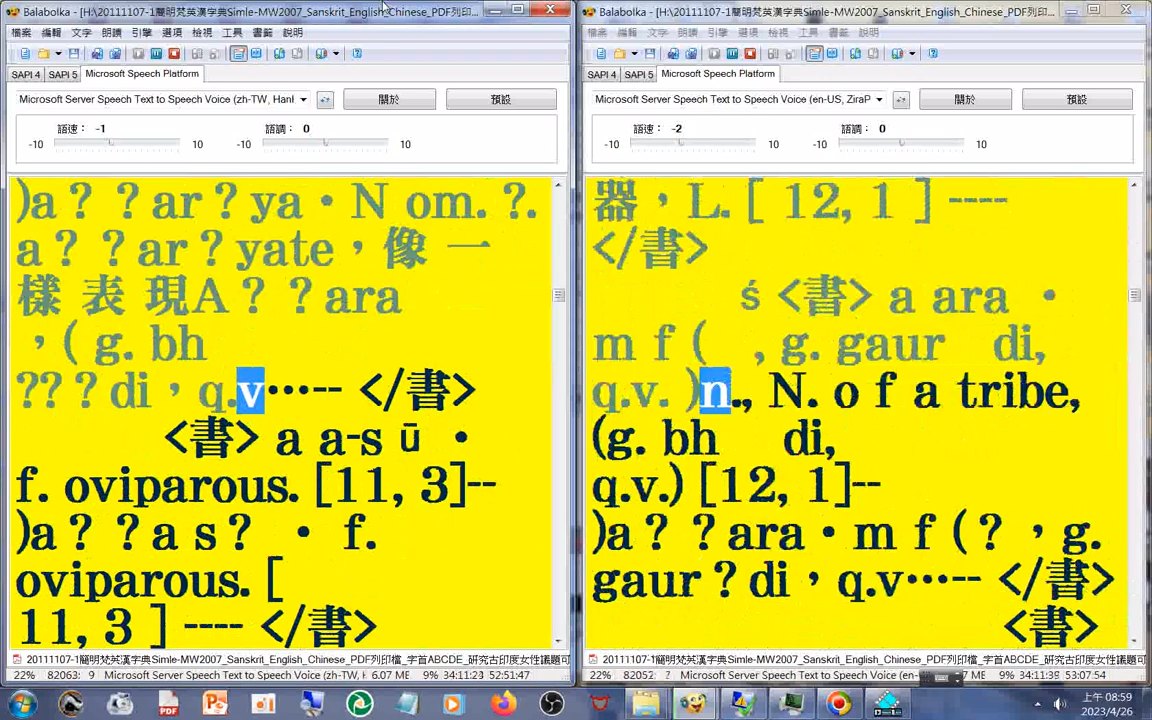 Balabolka - [H:\20111107-1簡明梵英漢字典Simle-MW2007_Sanskrit_English_Chinese_PDF列印...
檔案 編輯 文字 朗讀 引擎 選項 檢視 工具 書籤 說明
SAPI 4 SAPI 5 Microsoft Speech Platform
Microsoft Server Speech Text to Speech Voice (zh-TW, Hanl 關於 預設
語速: -1 語調: 0
-10 10 -10 10
)a？？ar？ya・N om. ?.
a？？ar？yate，像 一
樣 表 現A？？ara
，( g. bh
???di，q.v…-- </書>
<書> a a-s ū •
f. oviparous. [11, 3]--
)a？？a s？ • f.
oviparous. [
11, 3 ] ---- </書>
20111107-1簡明梵英漢字典Simle-MW2007_Sanskrit_English_Chinese_PDF列印檔_字首ABCDE_研究古印度女性議題可
22% 82063: 9 Microsoft Server Speech Text to Speech Voice (zh-TW, H 6.07 ME 9% 34:11:23 52:51:47
Balabolka - [H:\20111107-1簡明梵英漢字典Simle-MW2007_Sanskrit_English_Chinese_PDF列印...
檔案 編輯 文字 朗讀 引擎 選項 檢視 工具 書籤 說明
SAPI 4 SAPI 5 Microsoft Speech Platform
Microsoft Server Speech Text to Speech Voice (en-US, ZiraP 關於 預設
語速: -2 語調: 0
-10 10 -10 10
器，L. [ 12, 1 ] ----
</書>
ś <書> a ara •
m f ( , g. gaur di,
q.v. )n., N. o f a tribe,
(g. bh di,
q.v.) [12, 1]--
)a？？ara・m f (？，g.
gaur？di，q.v…-- </書>
<書>
20111107-1簡明梵英漢字典Simle-MW2007_Sanskrit_English_Chinese_PDF列印檔_字首ABCDE_研究古印度女性議題可
22% 82052: 7 Microsoft Server Speech Text to Speech Voice (en-US, Z 9% 34:11:39 53:07:54
上午 08:59
2023/4/26